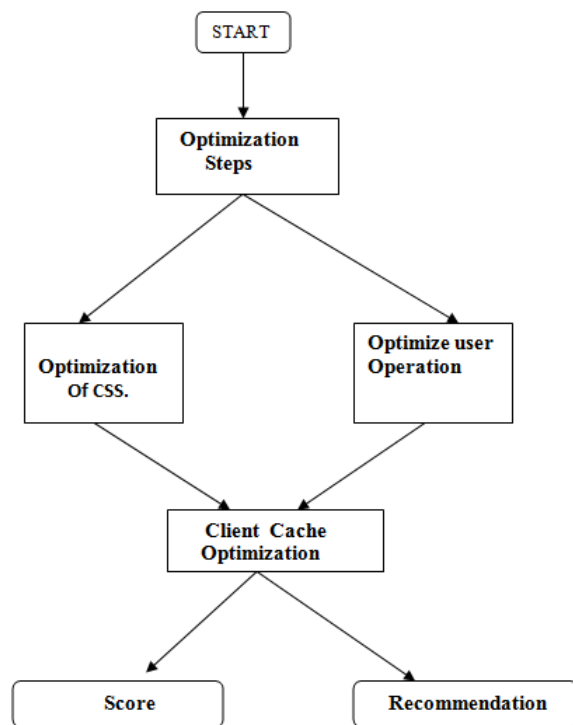 START
Optimization
Steps
Optimization
Of CSS.
Optimize user
Operation
Client Cache
Optimization
Score
Recommendation